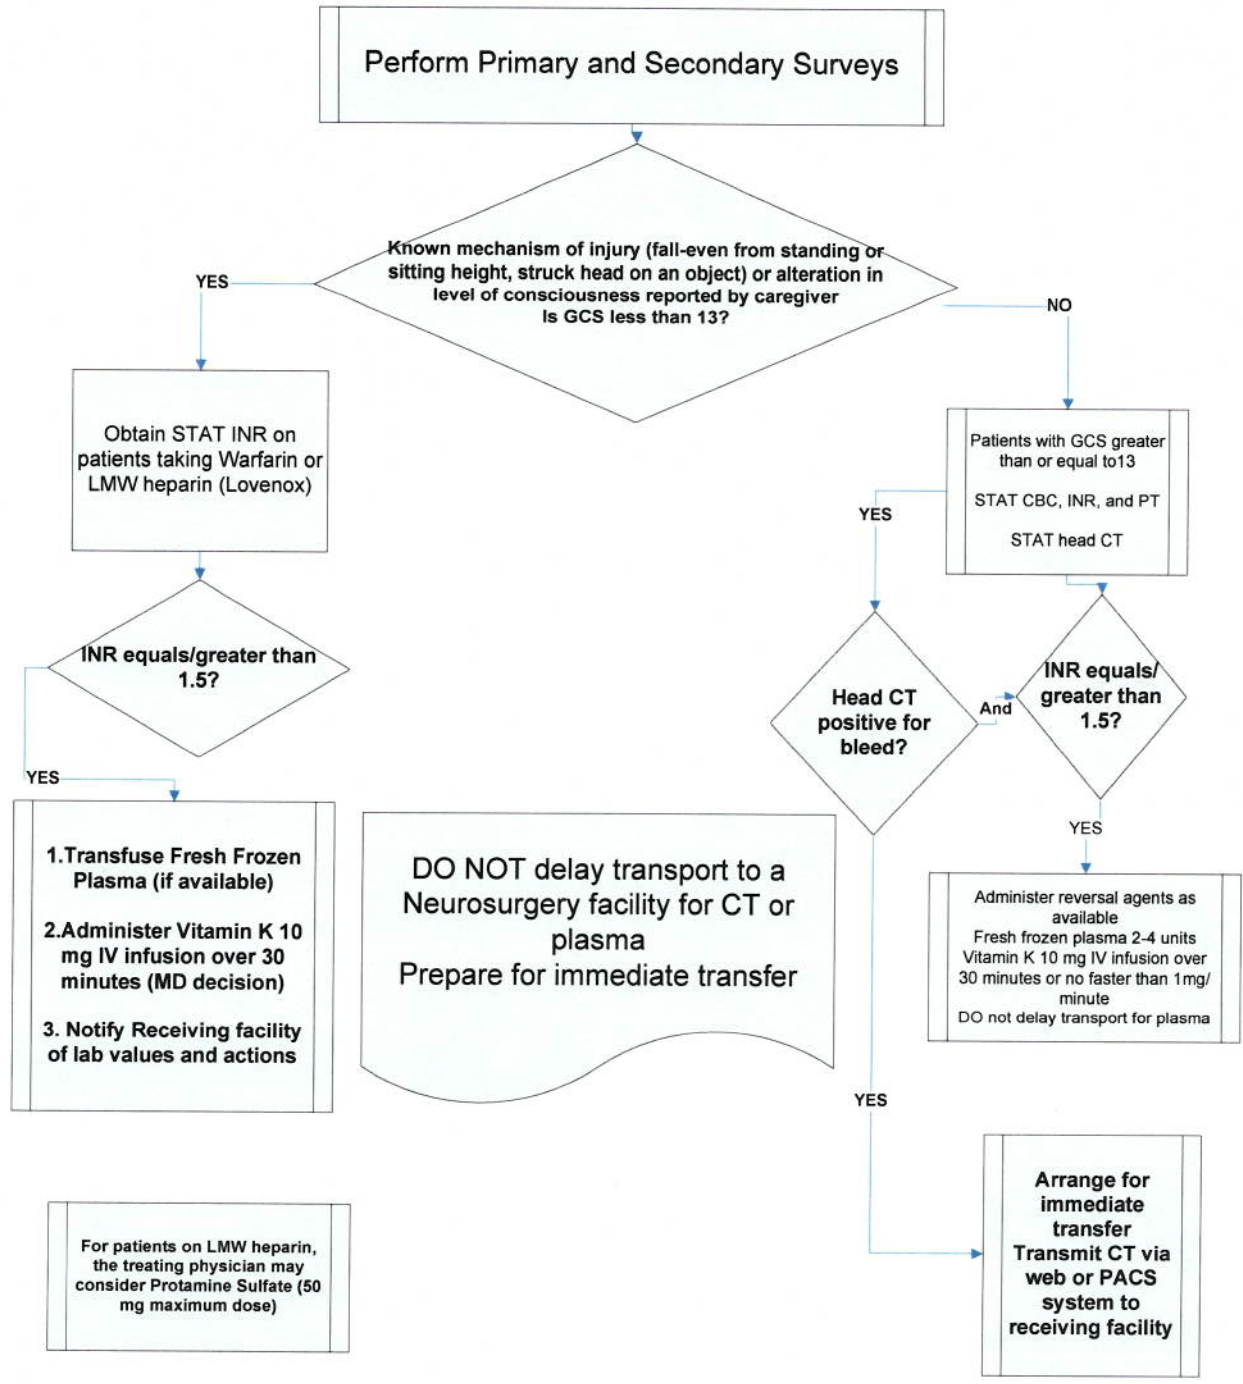 Perform Primary and Secondary Surveys
Known mechanism of injury (fall-even from standing or
sitting height, struck head on an object) or alteration in
level of consciousness reported by caregiver
Is GCS less than 13?
YES
NO
Obtain STAT INR on
patients taking Warfarin or
LMW heparin (Lovenox)
Patients with GCS greater
than or equal to13
STAT CBC, INR, and PT
STAT head CT
YES
INR equals/greater than
1.5?
Head CT
positive for
bleed?
And
INR equals/
greater than
1.5?
YES
YES
1.Transfuse Fresh Frozen
Plasma (if available)
2.Administer Vitamin K 10
mg IV infusion over 30
minutes (MD decision)
3. Notify Receiving facility
of lab values and actions
DO NOT delay transport to a
Neurosurgery facility for CT or
plasma
Prepare for immediate transfer
Administer reversal agents as
available
Fresh frozen plasma 2-4 units
Vitamin K 10 mg IV infusion over
30 minutes or no faster than 1mg/
minute
DO not delay transport for plasma
YES
For patients on LMW heparin,
the treating physician may
consider Protamine Sulfate (50
mg maximum dose)
Arrange for
immediate
transfer
Transmit CT via
web or PACS
system to
receiving facility